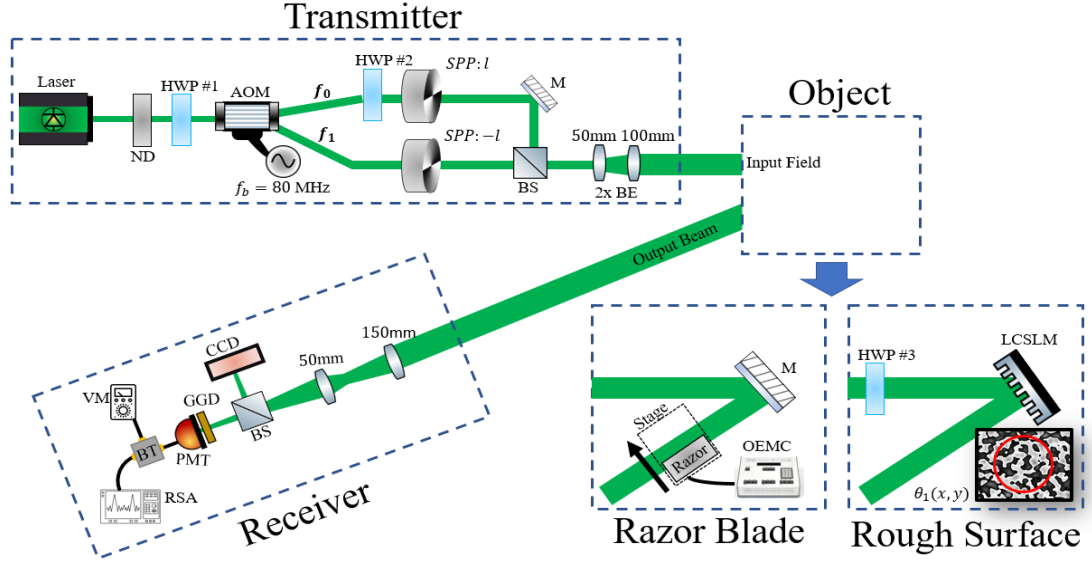 Transmitter
Laser
ND
HWP #1
AOM
f_b = 80 MHz
f_0
f_1
HWP #2
SPP: l
SPP: −l
M
BS
50mm 100mm
2x BE
Object
Input Field
Output Beam
Receiver
VM
BT
RSA
PMT
GGD
CCD
BS
50mm
150mm
M
Stage
Razor
OEMC
Razor Blade
HWP #3
LCSLM
θ_1(x, y)
Rough Surface